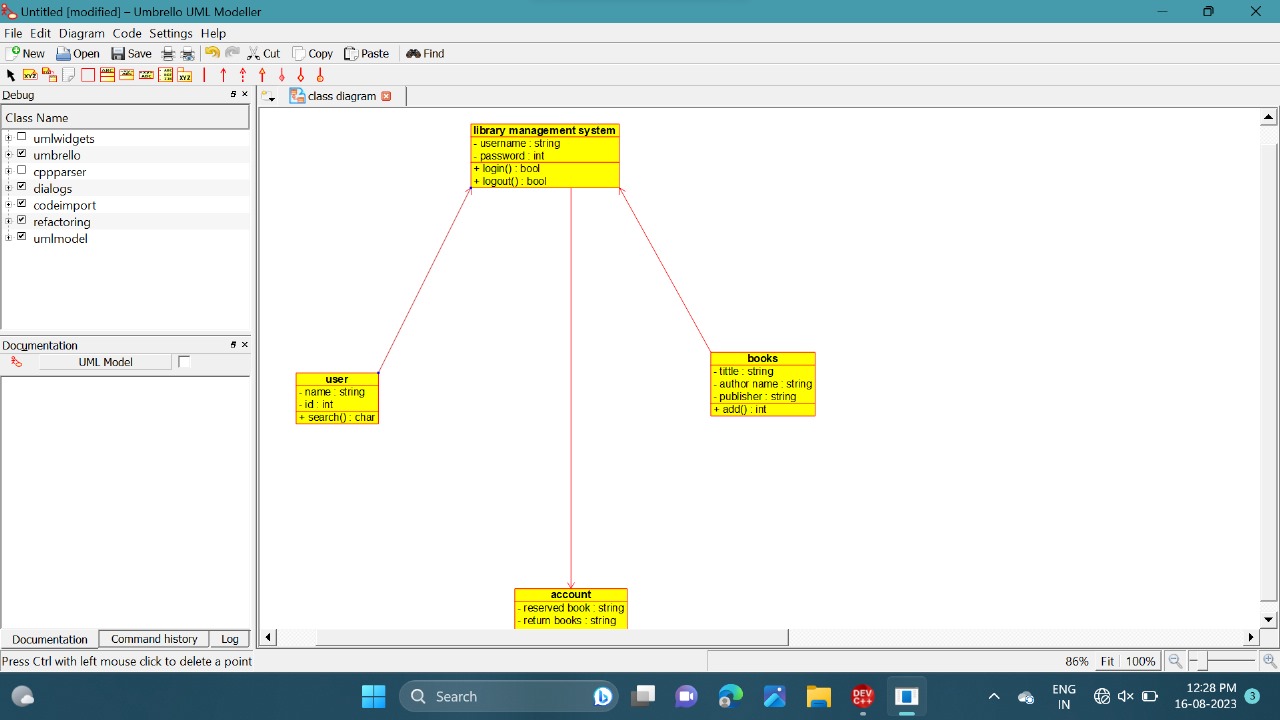 Untitled [modified] – Umbrello UML Modeller
File Edit Diagram Code Settings Help
New Open Save Cut Copy Paste Find
Debug
class diagram
Class Name
umlwidgets
umbrello
cppparser
dialogs
codeimport
refactoring
umlmodel
library management system
- username : string
- password : int
+ login() : bool
+ logout() : bool
user
- name : string
- id : int
+ search() : char
books
- tittle : string
- author name : string
- publisher : string
+ add() : int
account
- reserved book : string
- return books : string
Documentation
UML Model
Documentation Command history Log
Press Ctrl with left mouse click to delete a point
86% Fit 100%
Search
DEV C++
ENG
IN
12:28 PM
16-08-2023
3